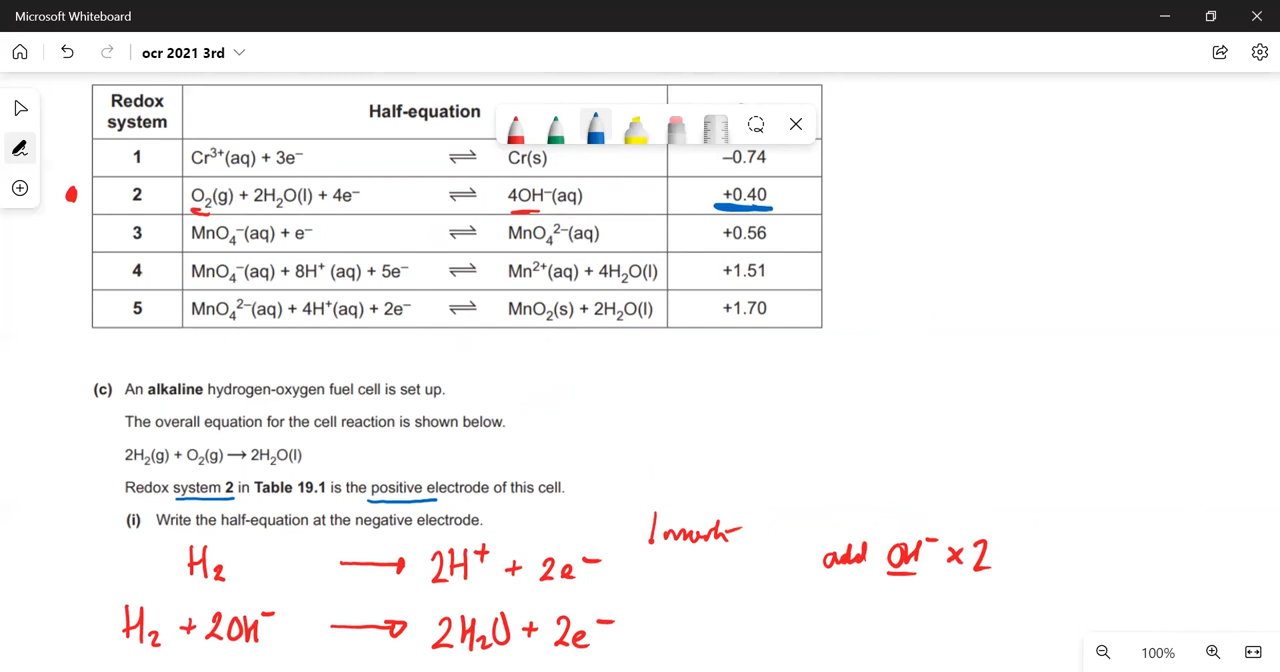 Microsoft Whiteboard
ocr 2021 3rd
Redox system Half-equation
1 Cr³⁺(aq) + 3e⁻ ⇌ Cr(s) –0.74
2 O₂(g) + 2H₂O(l) + 4e⁻ ⇌ 4OH⁻(aq) +0.40
3 MnO₄⁻(aq) + e⁻ ⇌ MnO₄²⁻(aq) +0.56
4 MnO₄⁻(aq) + 8H⁺ (aq) + 5e⁻ ⇌ Mn²⁺(aq) + 4H₂O(l) +1.51
5 MnO₄²⁻(aq) + 4H⁺(aq) + 2e⁻ ⇌ MnO₂(s) + 2H₂O(l) +1.70
(c) An alkaline hydrogen-oxygen fuel cell is set up.
The overall equation for the cell reaction is shown below.
2H₂(g) + O₂(g) → 2H₂O(l)
Redox system 2 in Table 19.1 is the positive electrode of this cell.
(i) Write the half-equation at the negative electrode.
1 mark
H₂ → 2H⁺ + 2e⁻
add OH⁻ × 2
H₂ + 2OH⁻ → 2H₂O + 2e⁻
100%